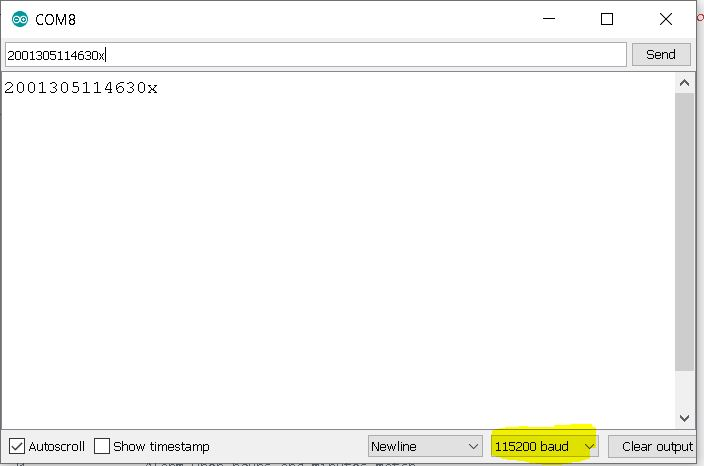 COM8
2001305114630x
Send
2001305114630x
Autoscroll Show timestamp Newline 115200 baud Clear output